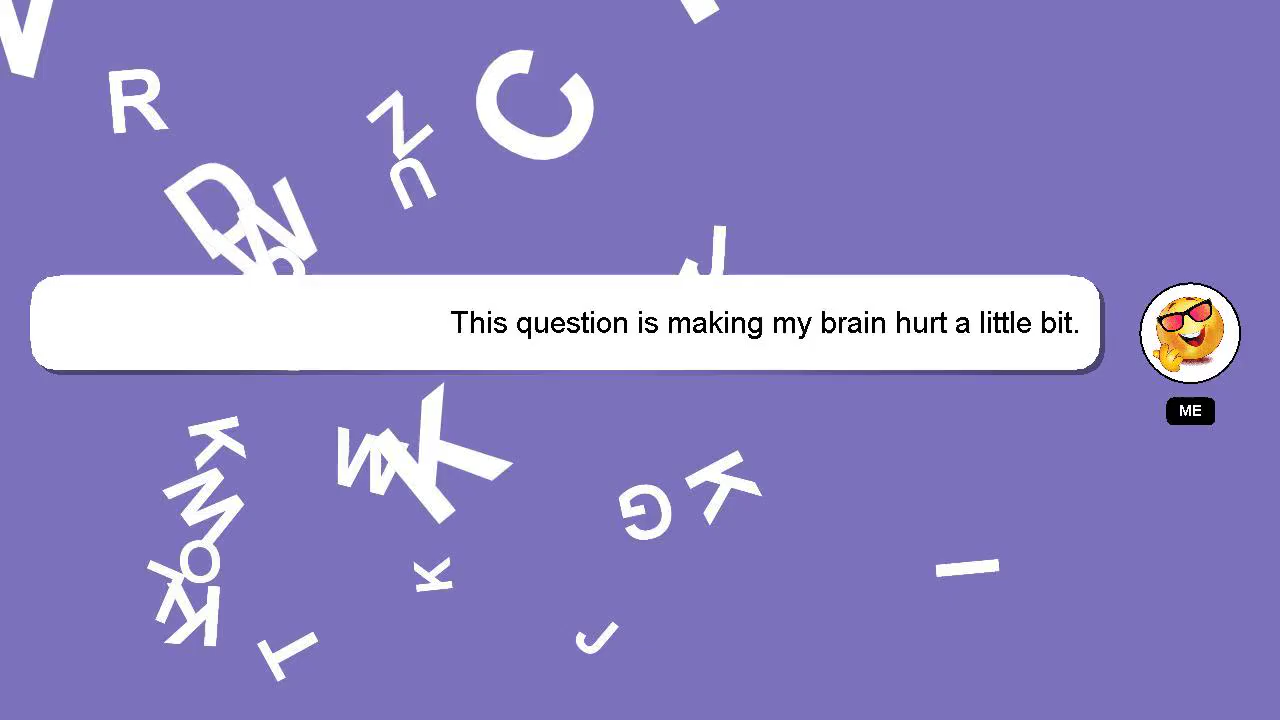 R
N
C
U
D
W
J
This question is making my brain hurt a little bit.
ME
K
W
K
K
G
M
O
K
K
I
J
T